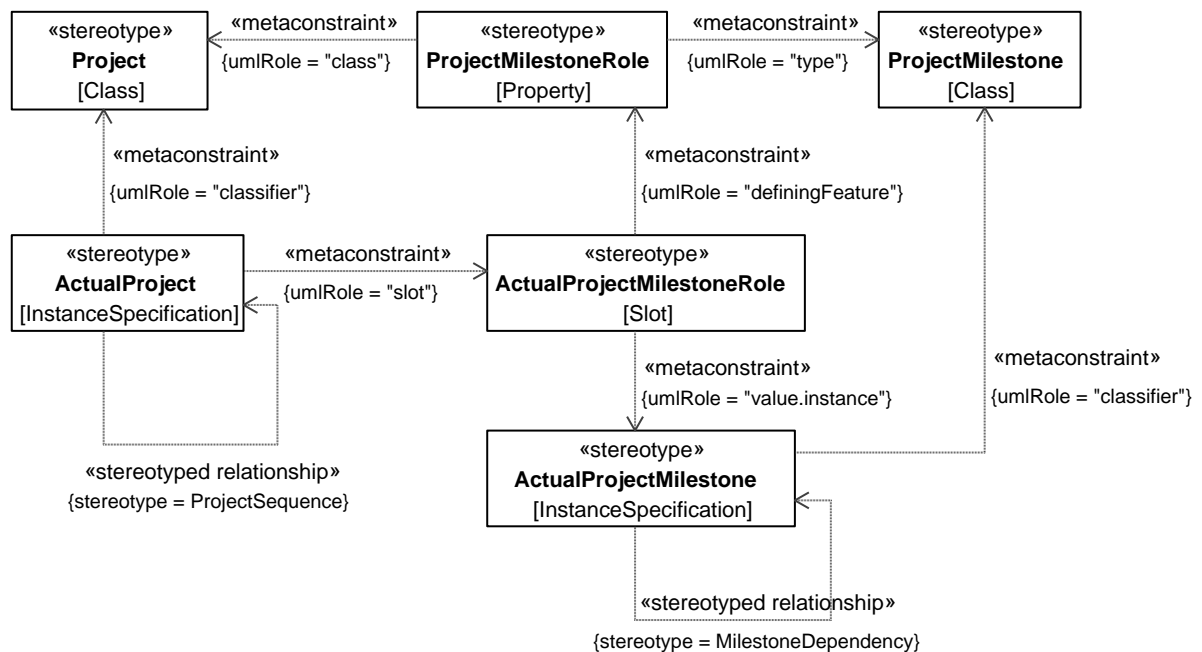 «stereotype»
Project
[Class]
«metaconstraint»
{umlRole = "class"}
«stereotype»
ProjectMilestoneRole
[Property]
«metaconstraint»
{umlRole = "type"}
«stereotype»
ProjectMilestone
[Class]
«metaconstraint»
{umlRole = "classifier"}
«metaconstraint»
{umlRole = "definingFeature"}
«stereotype»
ActualProject
[InstanceSpecification]
«metaconstraint»
{umlRole = "slot"}
«stereotype»
ActualProjectMilestoneRole
[Slot]
«metaconstraint»
{umlRole = "value.instance"}
«metaconstraint»
{umlRole = "classifier"}
«stereotyped relationship»
{stereotype = ProjectSequence}
«stereotype»
ActualProjectMilestone
[InstanceSpecification]
«stereotyped relationship»
{stereotype = MilestoneDependency}